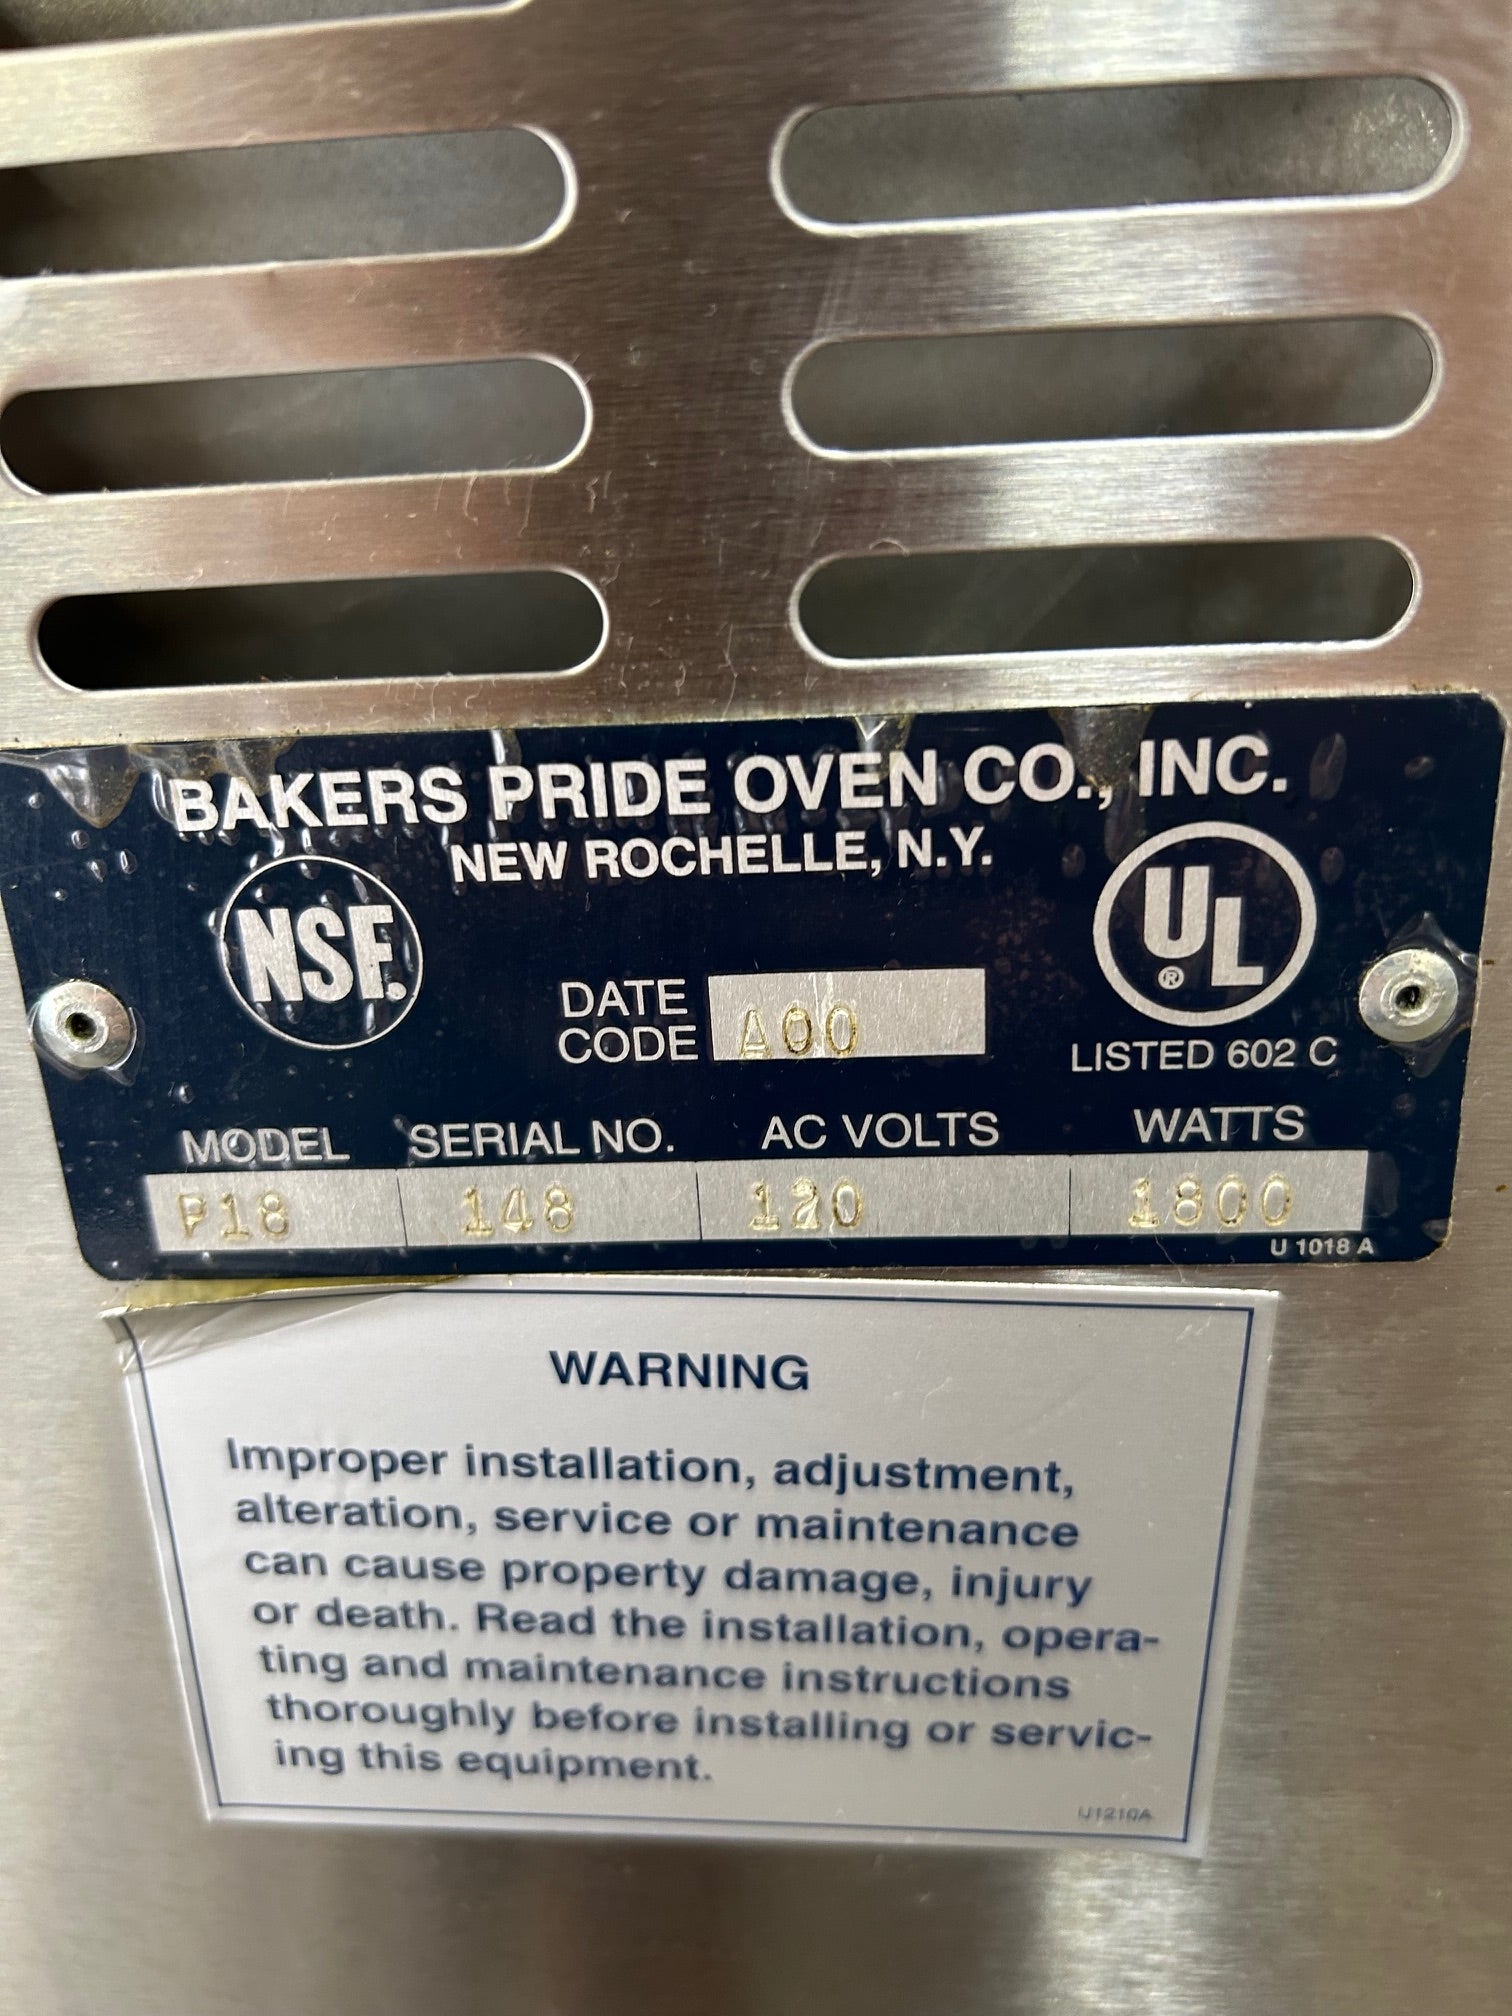 BAKERS PRIDE OVEN CO., INC.
NEW ROCHELLE, N.Y.
NSF.
DATE
CODE A00
UL
®
LISTED 602 C
MODEL SERIAL NO. AC VOLTS WATTS
P18 148 120 1800
U 1018 A
WARNING
Improper installation, adjustment,
alteration, service or maintenance
can cause property damage, injury
or death. Read the installation, opera-
ting and maintenance instructions
thoroughly before installing or servic-
ing this equipment.
U1210A